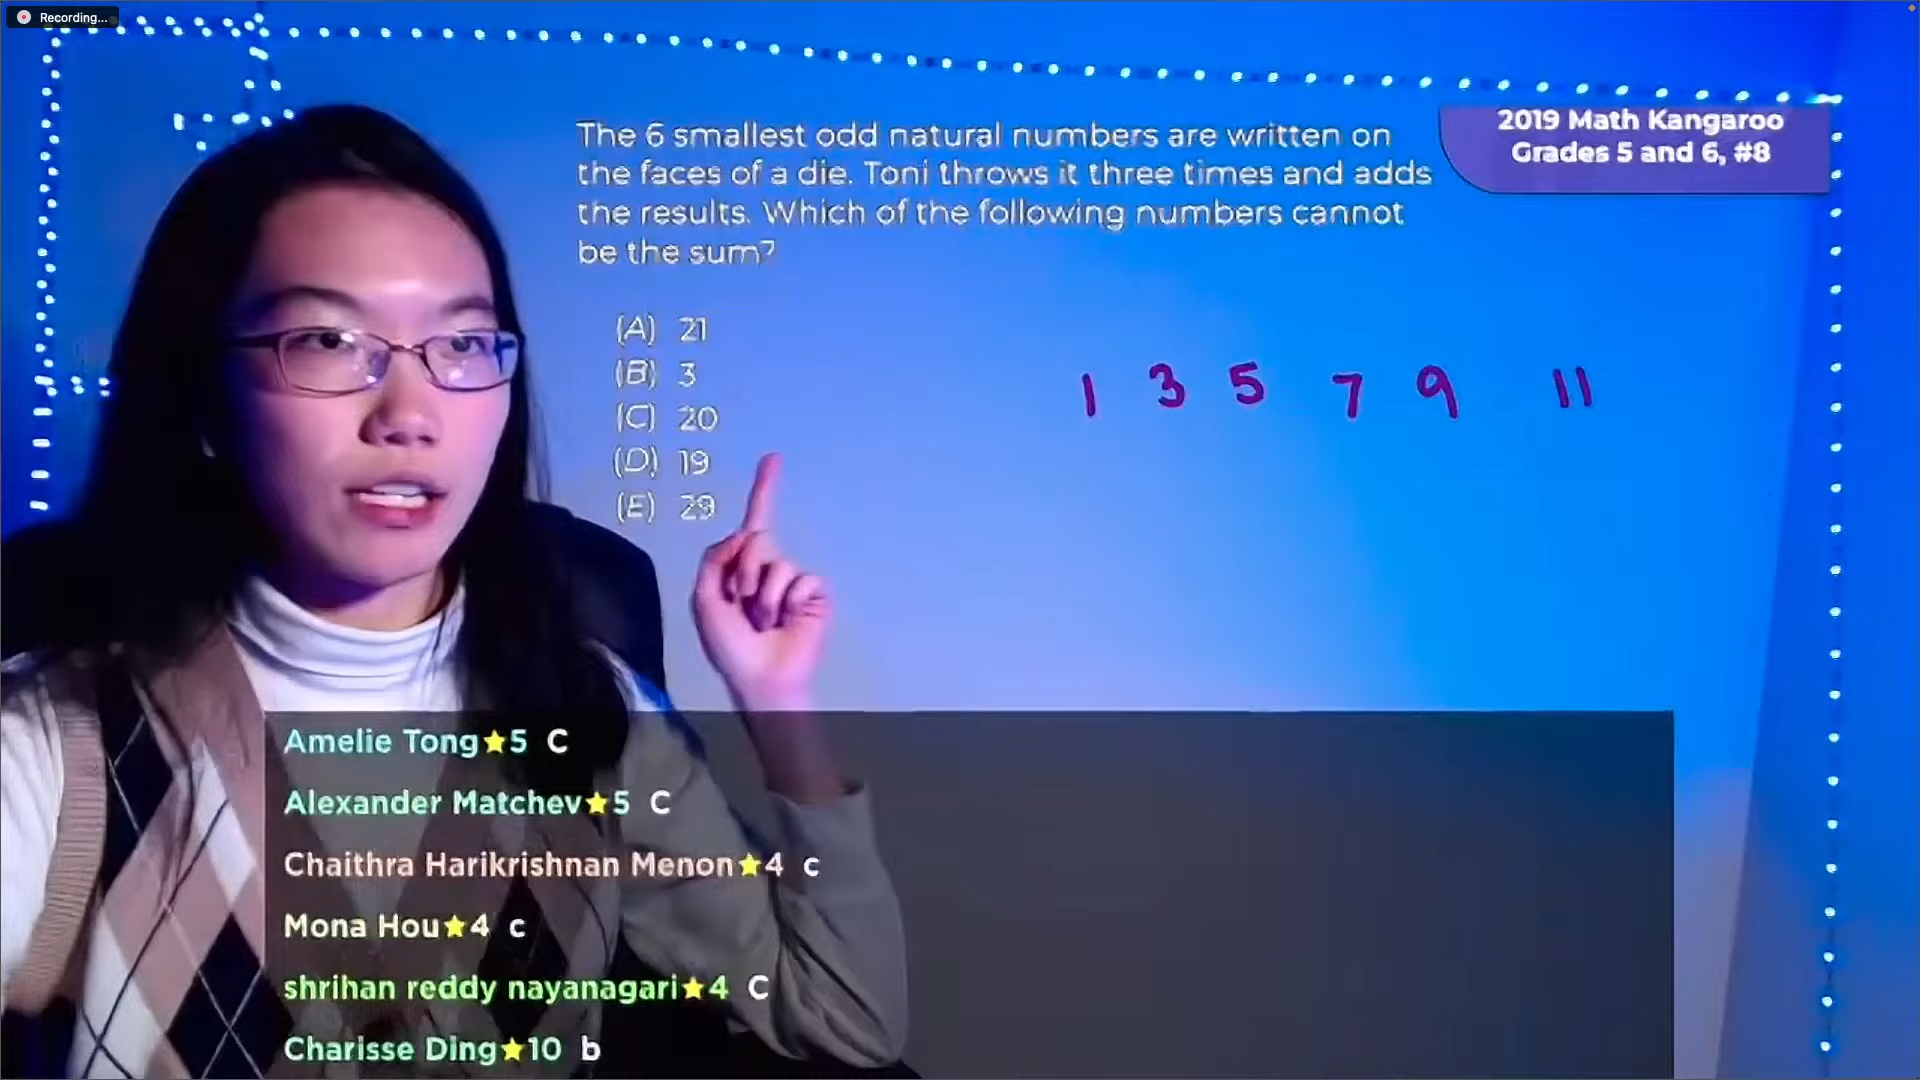 Recording...
The 6 smallest odd natural numbers are written on
the faces of a die. Toni throws it three times and adds
the results. Which of the following numbers cannot
be the sum?
2019 Math Kangaroo
Grades 5 and 6, #8
(A) 21
(B) 3
(C) 20
(D) 19
(E) 29
1 3 5 7 9 11
Amelie Tong⭐5 C
Alexander Matchev⭐5 C
Chaithra Harikrishnan Menon⭐4 c
Mona Hou⭐4 c
shrihan reddy nayanagari⭐4 C
Charisse Ding⭐10 b